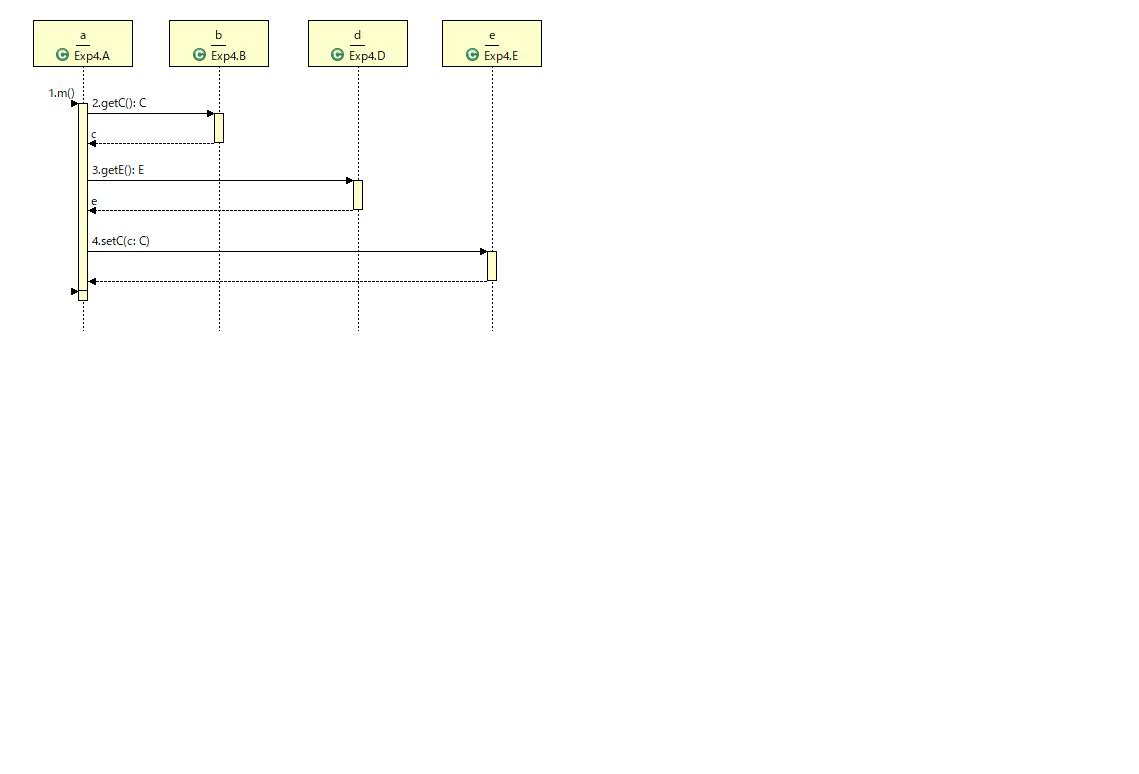 a
C Exp4.A
b
C Exp4.B
d
C Exp4.D
e
C Exp4.E
1.m()
2.getC(): C
c
3.getE(): E
e
4.setC(c: C)